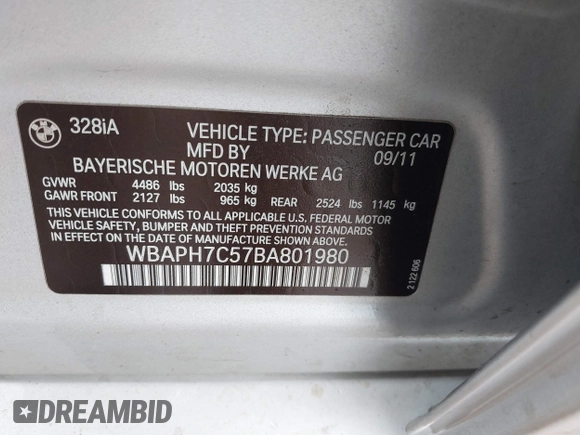 328iA
VEHICLE TYPE: PASSENGER CAR
MFD BY 09/11
BAYERISCHE MOTOREN WERKE AG
GVWR 4486 lbs 2035 kg
GAWR FRONT 2127 lbs 965 kg REAR 2524 lbs 1145 kg
THIS VEHICLE CONFORMS TO ALL APPLICABLE U.S. FEDERAL MOTOR
VEHICLE SAFETY, BUMPER AND THEFT PREVENTION STANDARDS
IN EFFECT ON THE DATE OF MANUFACTURE SHOWN ABOVE.
WBAPH7C57BA801980
2 122 606
DREAMBID